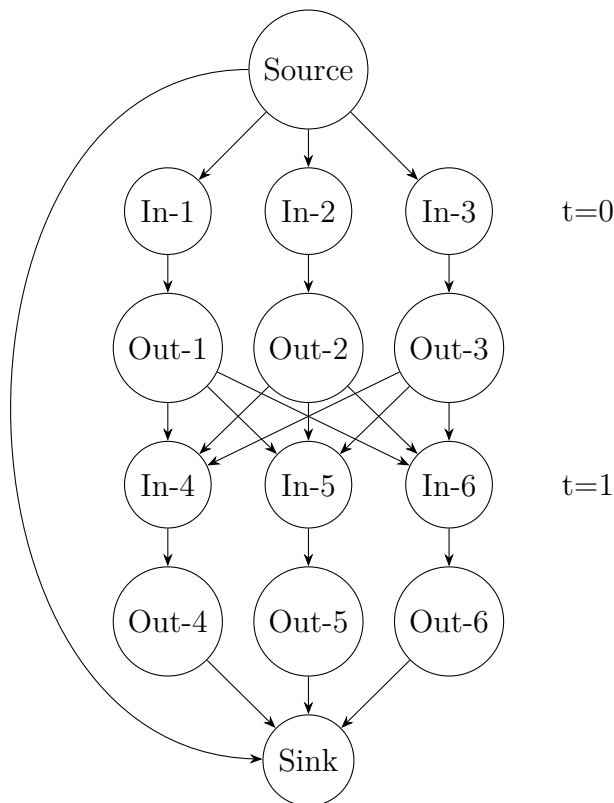 Source
In-1 In-2 In-3 t=0
Out-1 Out-2 Out-3
In-4 In-5 In-6 t=1
Out-4 Out-5 Out-6
Sink